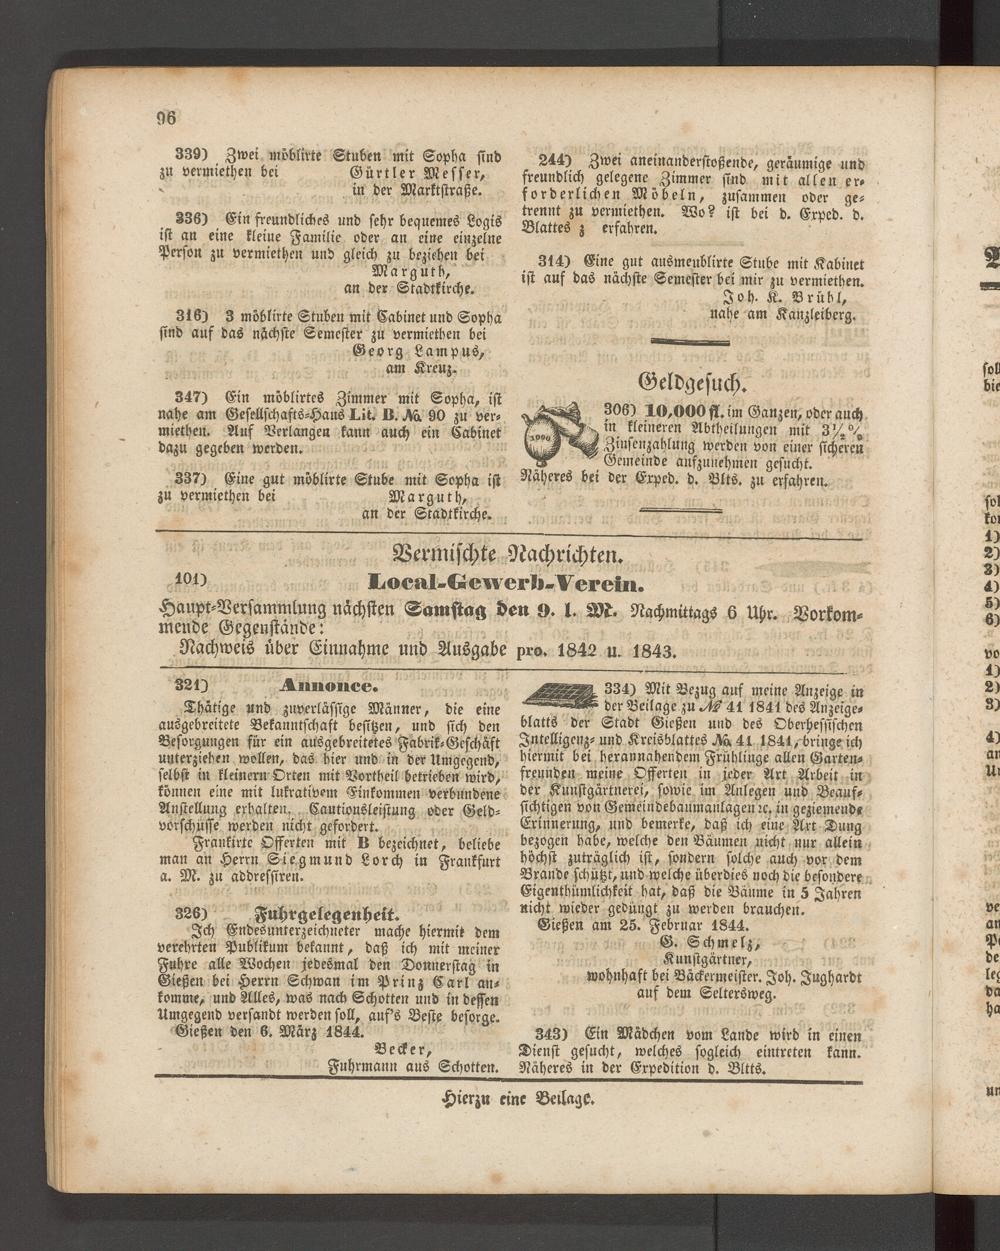 96
339) Zwei möblirte Stuben mit Sopha sind
zu vermiethen bei Gürtler Messer,
in der Marktstraße.
336) Ein freundliches und sehr bequemes Logis
ist an eine kleine Familie oder an eine einzelne
Person zu vermiethen und gleich zu beziehen bei
Marguth,
an der Stadtkirche.
316) 3 möblirte Stuben mit Cabinet und Sopha
sind auf das nächste Semester zu vermiethen bei
Georg Lampus,
am Kreuz.
347) Ein möblirtes Zimmer mit Sopha, ist
nahe am Gesellschafts-Haus Lit. B. No. 90 zu ver-
miethen. Auf Verlangen kann auch ein Cabinet
dazu gegeben werden.
337) Eine gut möblirte Stube mit Sopha ist
zu vermiethen bei Marguth,
an der Stadtkirche.
244) Zwei aneinanderstoßende, geräumige und
freundlich gelegene Zimmer sind mit allen er-
forderlichen Möbeln, zusammen oder ge-
trennt zu vermiethen. Wo? ist bei d. Exped. d.
Blattes z erfahren.
314) Eine gut ausmeublirte Stube mit Kabinet
ist auf das nächste Semester bei mir zu vermiethen.
Joh. K. Brühl,
nahe am Kanzleiberg.
Geldgesuch.
1000
306) 10,000 fl. im Ganzen, oder auch
in kleineren Abtheilungen mit 3½ %
Zinsenzahlung werden von einer sicheren
Gemeinde aufzunehmen gesucht.
Näheres bei der Exped. d. Blts. zu erfahren.
Vermischte Nachrichten.
101) Local-Gewerb-Verein.
Haupt-Versammlung nächsten Samstag den 9. l. M. Nachmittags 6 Uhr. Vorkom-
mende Gegenstände:
Nachweis über Einnahme und Ausgabe pro. 1842 u. 1843.
321) Annonce.
Thätige und zuverlässige Männer, die eine
ausgebreitete Bekanntschaft besitzen, und sich den
Besorgungen für ein ausgebreitetes Fabrik-Geschäft
unterziehen wollen, das hier und in der Umgegend,
selbst in kleinern Orten mit Vortheil betrieben wird,
können eine mit lukrativem Einkommen verbundene
Anstellung erhalten. Cautionsleistung oder Geld-
vorschüsse werden nicht gefordert.
Frankirte Offerten mit B bezeichnet, beliebe
man an Herrn Siegmund Lorch in Frankfurt
a. M. zu addressiren.
326) Fuhrgelegenheit.
Ich Endesunterzeichneter mache hiermit dem
verehrten Publikum bekannt, daß ich mit meiner
Fuhre alle Wochen jedesmal den Donnerstag in
Gießen bei Herrn Schwan im Prinz Carl an-
komme, und Alles, was nach Schotten und in dessen
Umgegend versandt werden soll, auf's Beste besorge.
Gießen den 6. März 1844.
Becker,
Fuhrmann aus Schotten.
334) Mit Bezug auf meine Anzeige in
der Beilage zu № 41 1841 des Anzeige-
blatts der Stadt Gießen und des Oberhessischen
Intelligenz- und Kreisblattes No. 41 1841, bringe ich
hiermit bei herannahendem Frühlinge allen Garten-
freunden meine Offerten in jeder Art Arbeit in
der Kunstgärtnerei, sowie im Anlegen und Beauf-
sichtigen von Gemeindebaumanlagen ꝛc. in geziemende
Erinnerung, und bemerke, daß ich eine Art Dung
bezogen habe, welche den Bäumen nicht nur allein
höchst zuträglich ist, sondern solche auch vor dem
Brande schützt, und welche überdies noch die besondere
Eigenthümlichkeit hat, daß die Bäume in 5 Jahren
nicht wieder gedüngt zu werden brauchen.
Gießen am 25. Februar 1844.
G. Schmelz,
Kunstgärtner,
wohnhaft bei Bäckermeister. Joh. Jughardt
auf dem Seltersweg.
343) Ein Mädchen vom Lande wird in einen
Dienst gesucht, welches sogleich eintreten kann.
Näheres in der Expedition d. Bltts.
Hierzu eine Beilage.